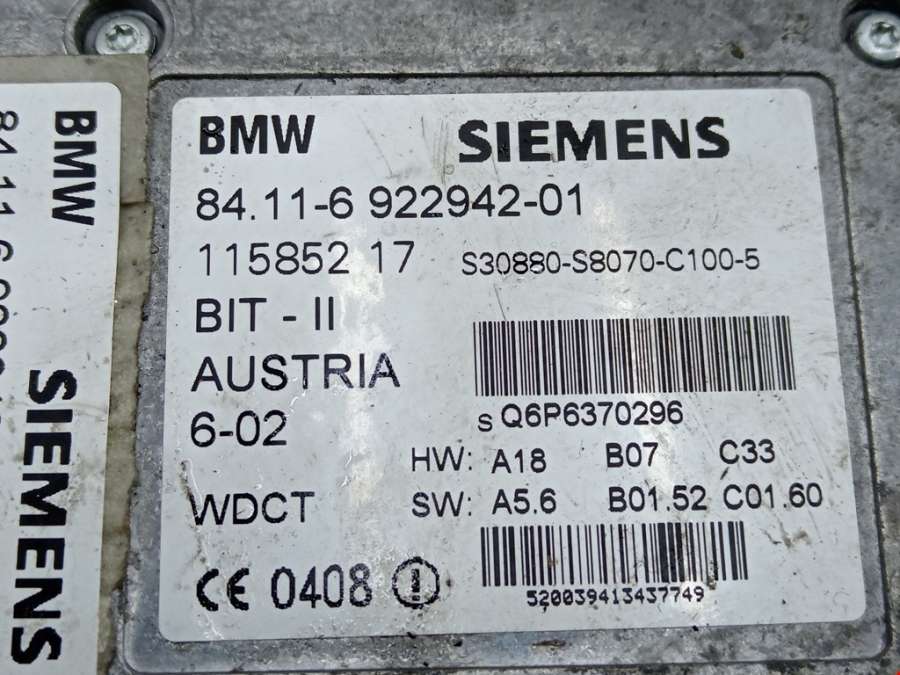 BMW SIEMENS
84.11-6 922942-01
115852 17 S30880-S8070-C100-5
BIT - II
AUSTRIA
6-02
S Q6P6370296
HW: A18 B07 C33
WDCT SW: A5.6 B01.52 C01.60
CE 0408
520039413437749
BMW
SIEMENS